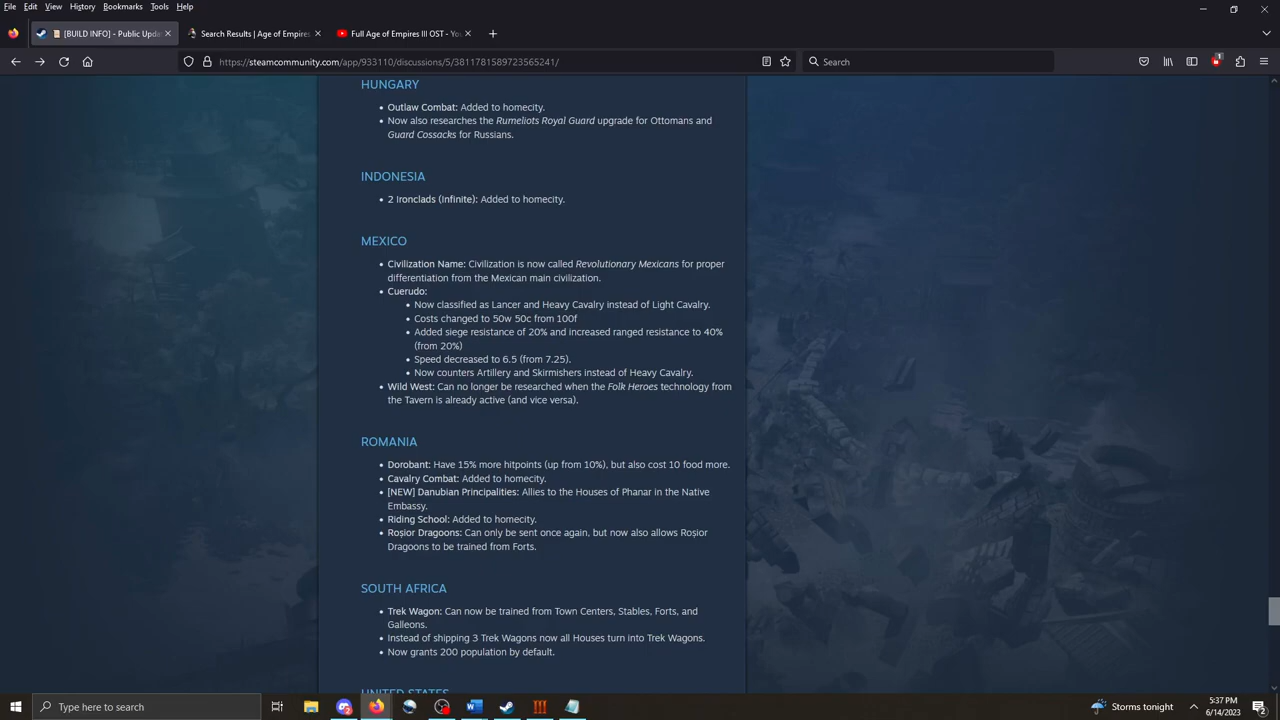 File Edit View History Bookmarks Tools Help
[BUILD INFO] - Public Upda
Search Results | Age of Empires
Full Age of Empires III OST - Yo
https://steamcommunity.com/app/933110/discussions/5/3811781589723565241/
Search
1
HUNGARY
• Outlaw Combat: Added to homecity.
• Now also researches the Rumeliots Royal Guard upgrade for Ottomans and
Guard Cossacks for Russians.
INDONESIA
• 2 Ironclads (Infinite): Added to homecity.
MEXICO
• Civilization Name: Civilization is now called Revolutionary Mexicans for proper
differentiation from the Mexican main civilization.
• Cuerudo:
• Now classified as Lancer and Heavy Cavalry instead of Light Cavalry.
• Costs changed to 50w 50c from 100f
• Added siege resistance of 20% and increased ranged resistance to 40%
(from 20%)
• Speed decreased to 6.5 (from 7.25).
• Now counters Artillery and Skirmishers instead of Heavy Cavalry.
• Wild West: Can no longer be researched when the Folk Heroes technology from
the Tavern is already active (and vice versa).
ROMANIA
• Dorobant: Have 15% more hitpoints (up from 10%), but also cost 10 food more.
• Cavalry Combat: Added to homecity.
• [NEW] Danubian Principalities: Allies to the Houses of Phanar in the Native
Embassy.
• Riding School: Added to homecity.
• Roșior Dragoons: Can only be sent once again, but now also allows Roșior
Dragoons to be trained from Forts.
SOUTH AFRICA
• Trek Wagon: Can now be trained from Town Centers, Stables, Forts, and
Galleons.
• Instead of shipping 3 Trek Wagons now all Houses turn into Trek Wagons.
• Now grants 200 population by default.
UNITED STATES
Type here to search
Storms tonight
5:37 PM
6/14/2023